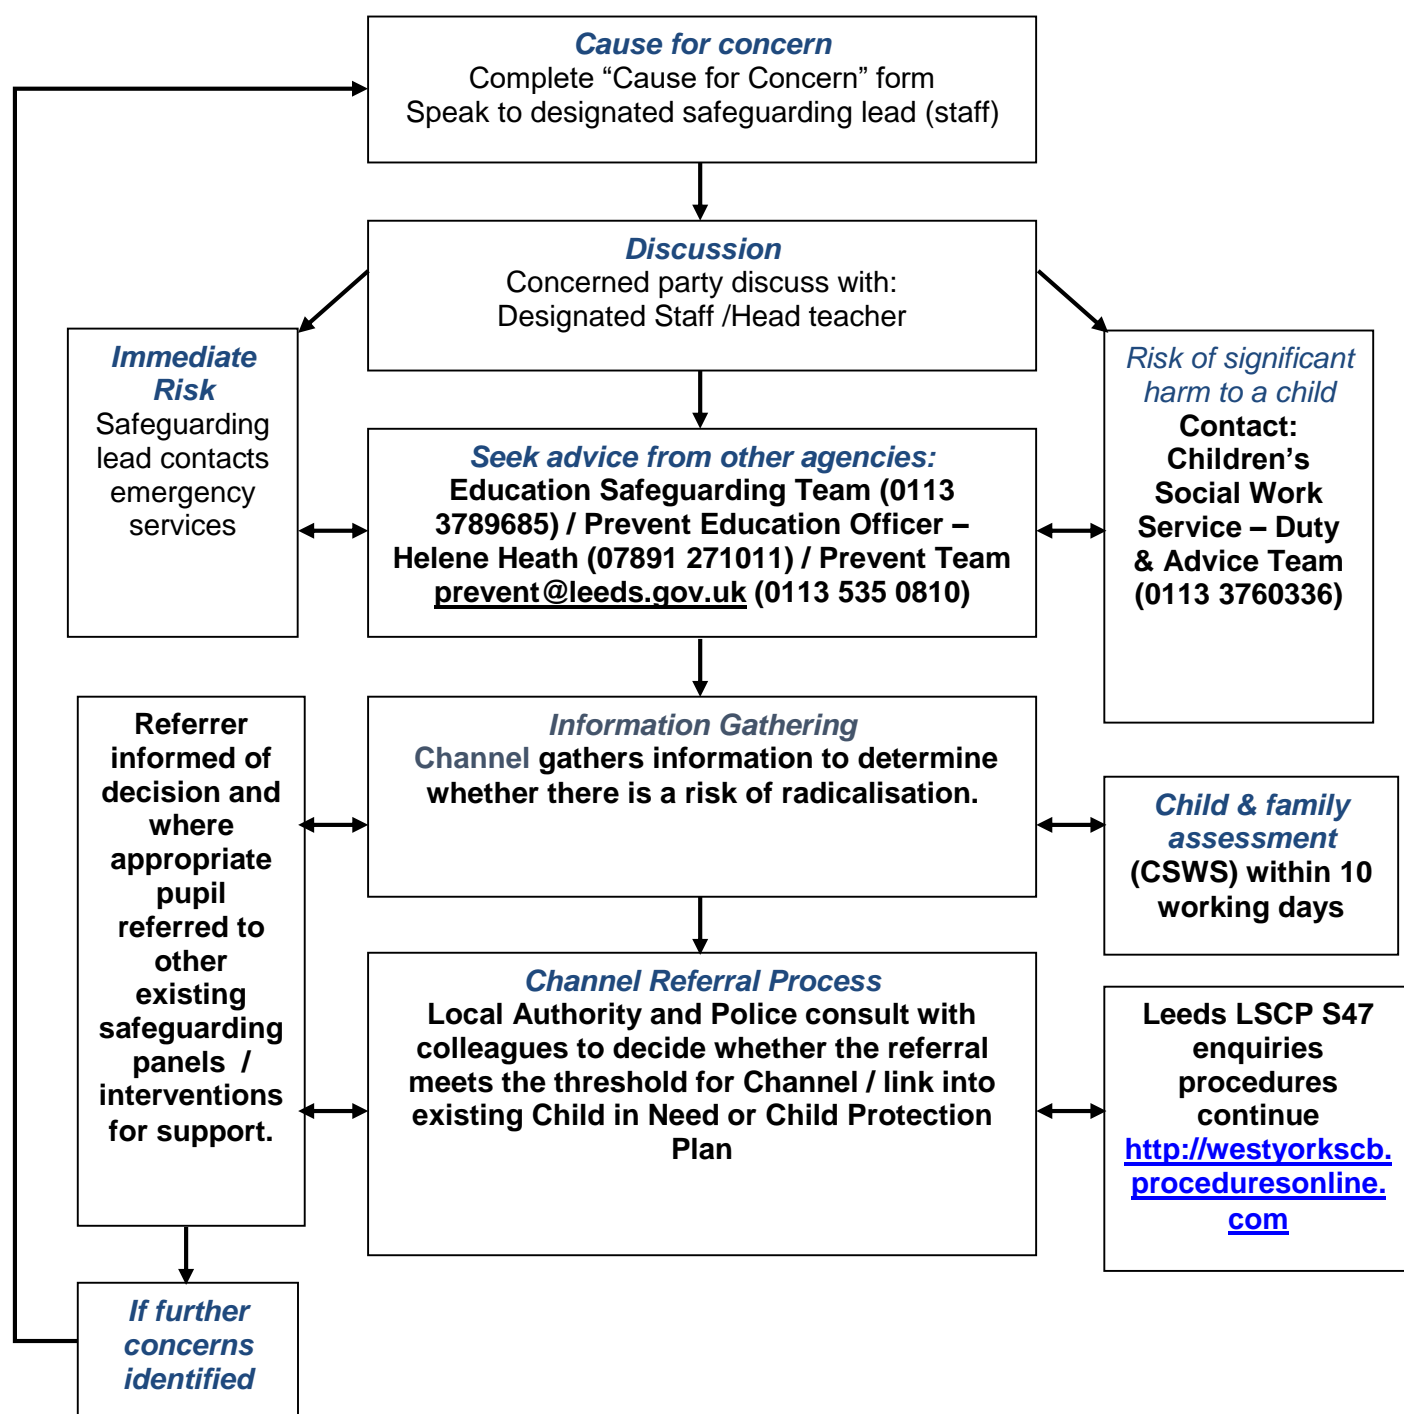 Cause for concern
Complete “Cause for Concern” form
Speak to designated safeguarding lead (staff)
Discussion
Concerned party discuss with:
Designated Staff /Head teacher
Immediate
Risk
Safeguarding
lead contacts
emergency
services
Risk of significant
harm to a child
Contact:
Children’s
Social Work
Service – Duty
& Advice Team
(0113 3760336)
Seek advice from other agencies:
Education Safeguarding Team (0113
3789685) / Prevent Education Officer –
Helene Heath (07891 271011) / Prevent Team
prevent@leeds.gov.uk (0113 535 0810)
Referrer
informed of
decision and
where
appropriate
pupil
referred to
other
existing
safeguarding
panels /
interventions
for support.
Information Gathering
Channel gathers information to determine
whether there is a risk of radicalisation.
Child & family
assessment
(CSWS) within 10
working days
Channel Referral Process
Local Authority and Police consult with
colleagues to decide whether the referral
meets the threshold for Channel / link into
existing Child in Need or Child Protection
Plan
Leeds LSCP S47
enquiries
procedures
continue
http://westyorkscb.
proceduresonline.
com
If further
concerns
identified